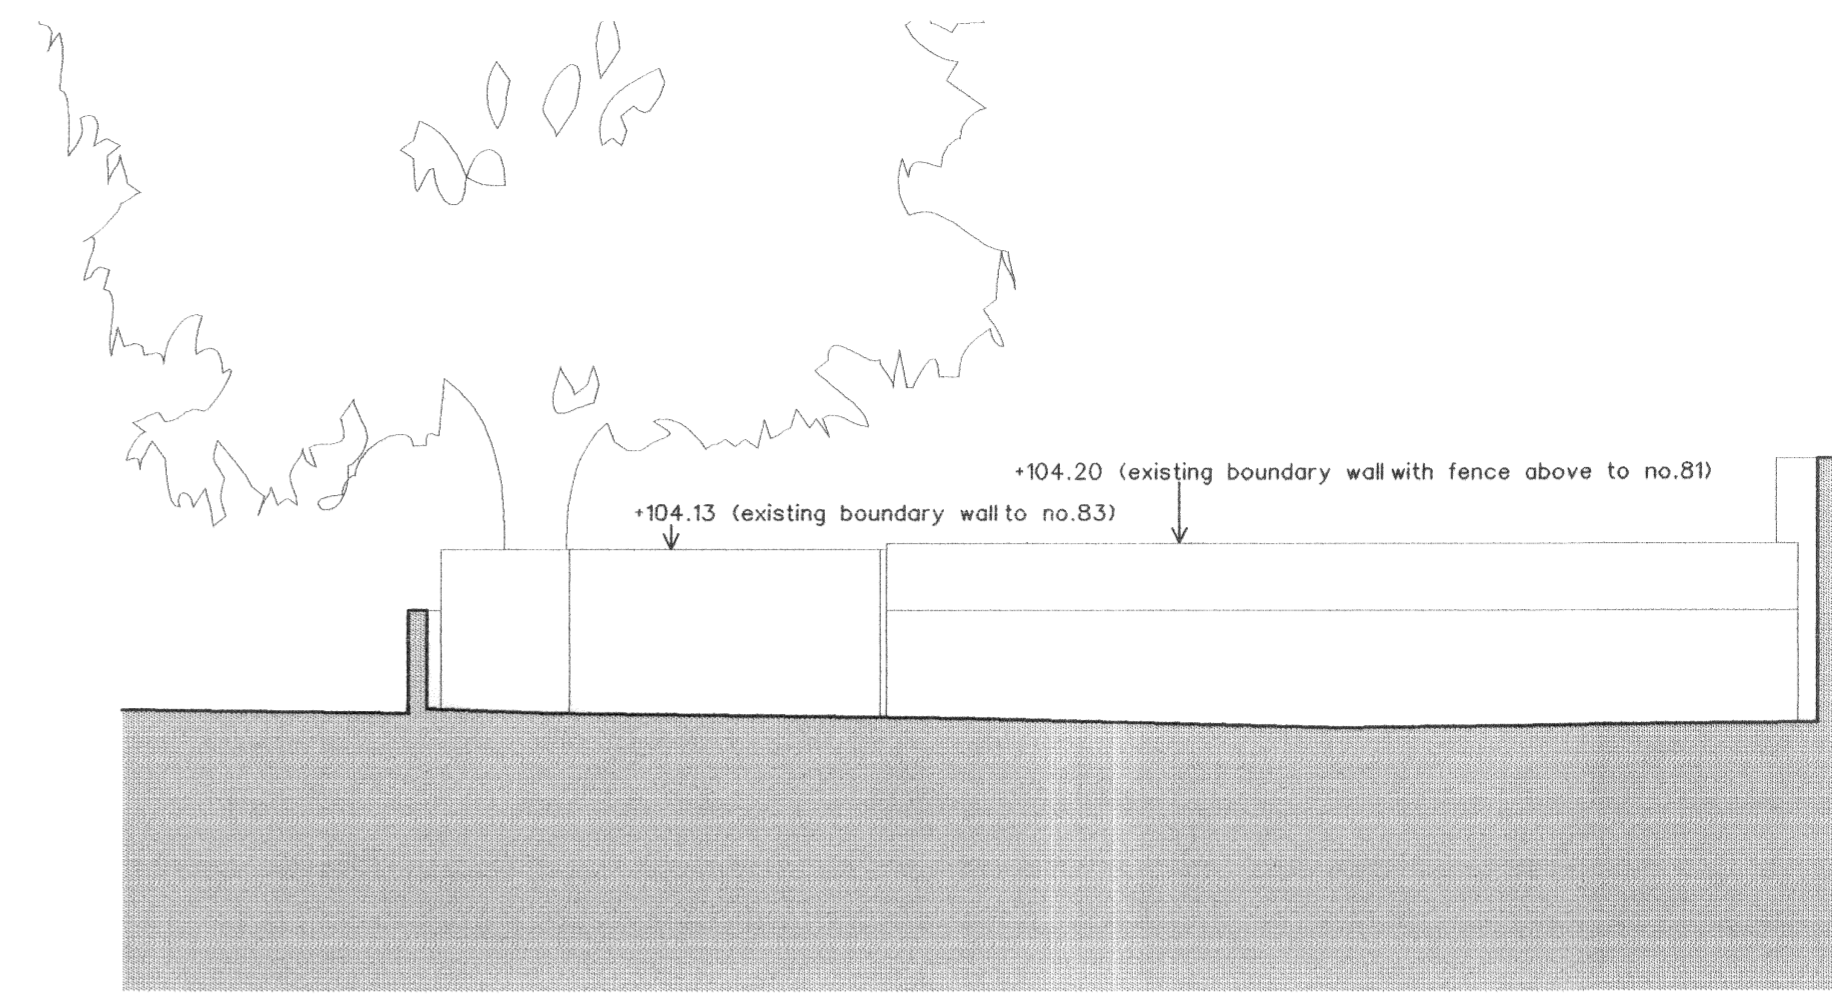 +104.20 (existing boundary wall with fence above to no.81)
+104.13 (existing boundary wall to no.83)